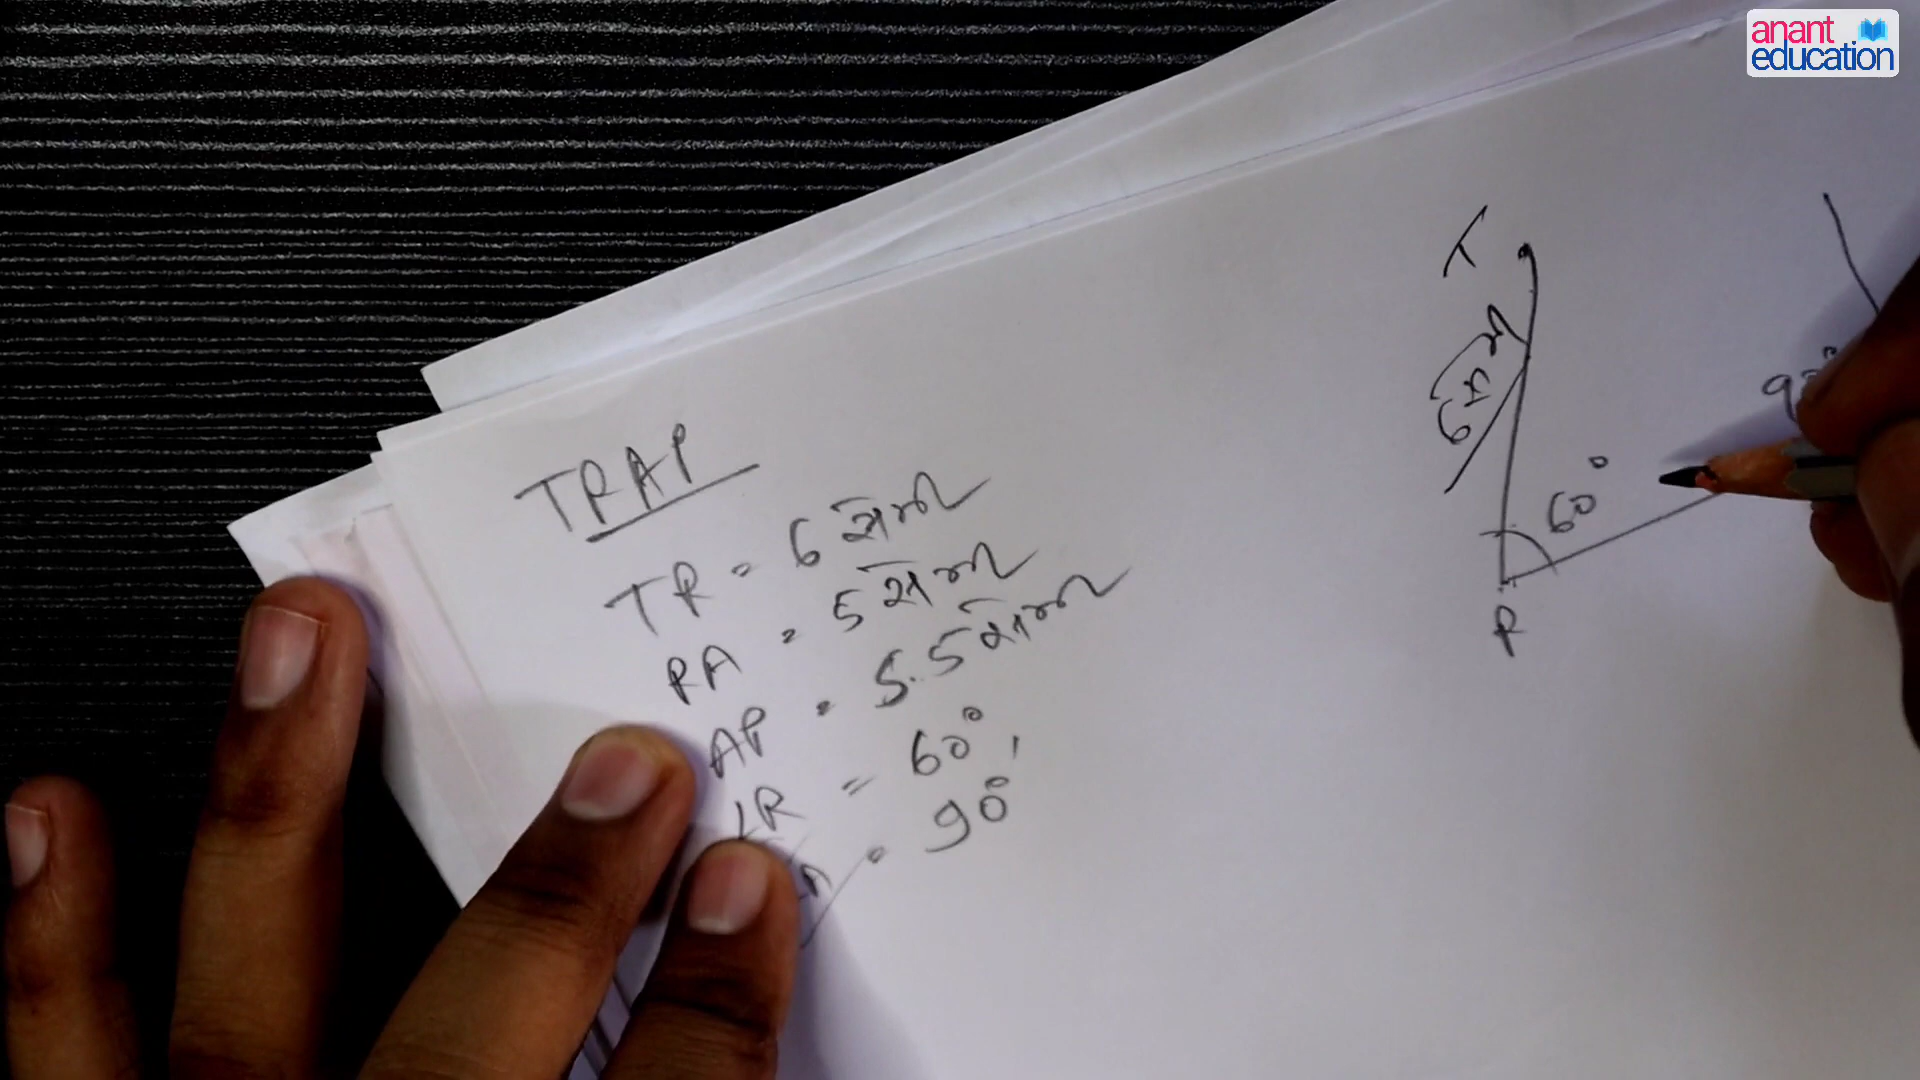 anant
education
TRAP
TR = 6 सेमी
RA = 5 सेमी
AP = 5.5 सेमी
∠R = 60°,
A = 90°
T
6 सेमी
60°
R